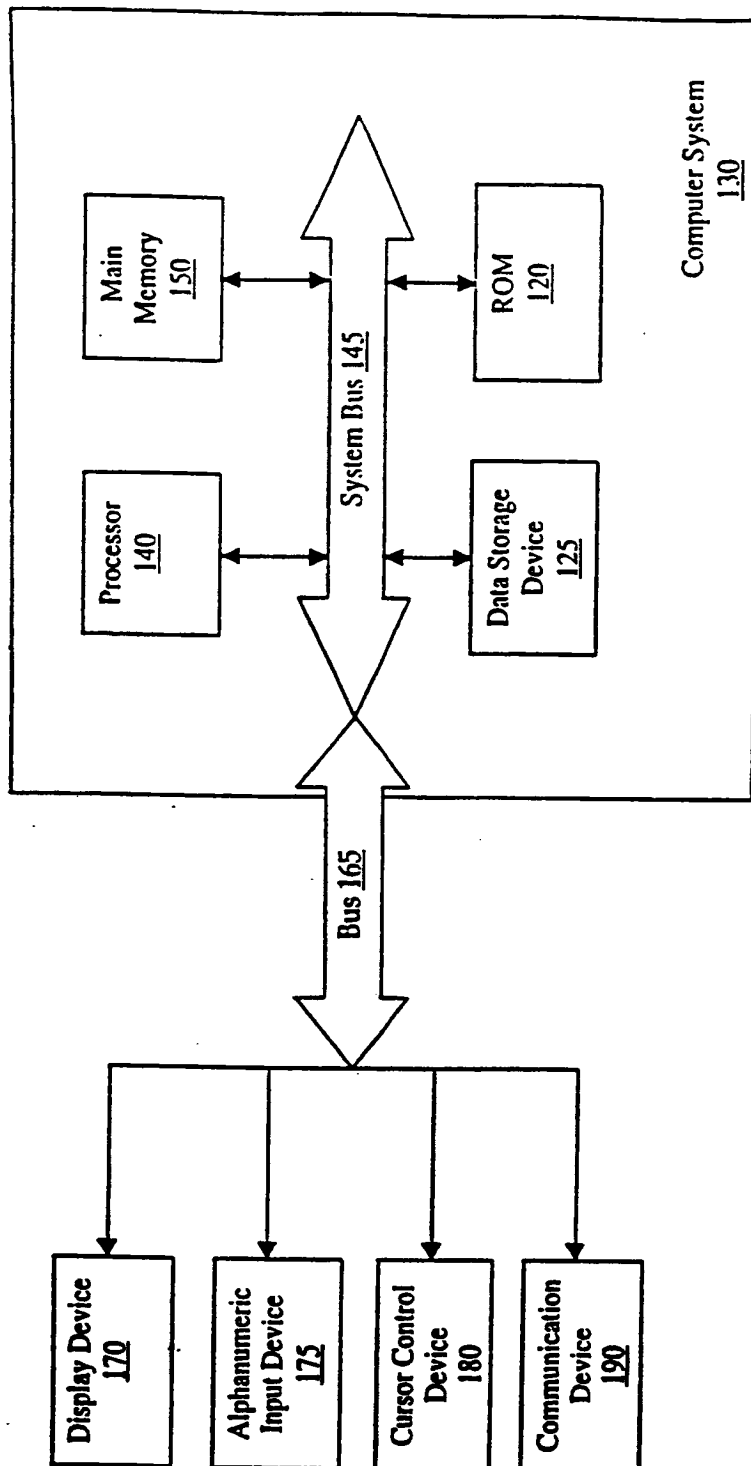 Display Device
170
Alphanumeric
Input Device
175
Cursor Control
Device
180
Communication
Device
190
Bus 165
Processor
140
Main
Memory
150
System Bus 145
Data Storage
Device
125
ROM
120
Computer System
130